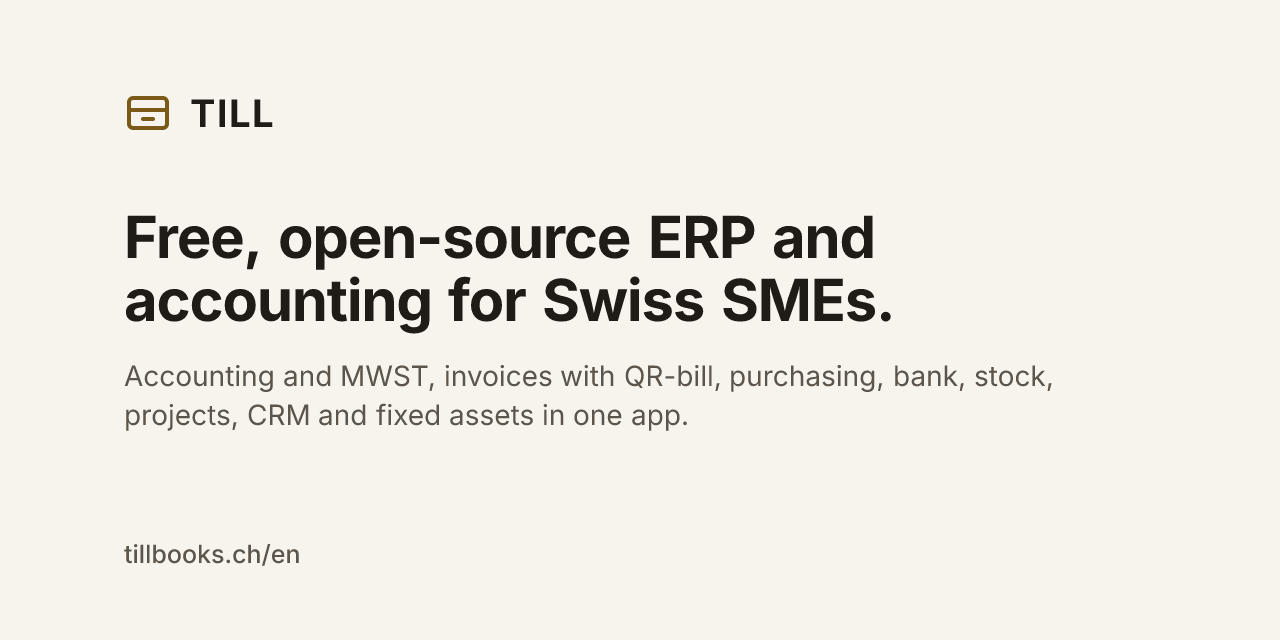 TILL
Free, open-source ERP and
accounting for Swiss SMEs.
Accounting and MWST, invoices with QR-bill, purchasing, bank, stock,
projects, CRM and fixed assets in one app.
tillbooks.ch/en